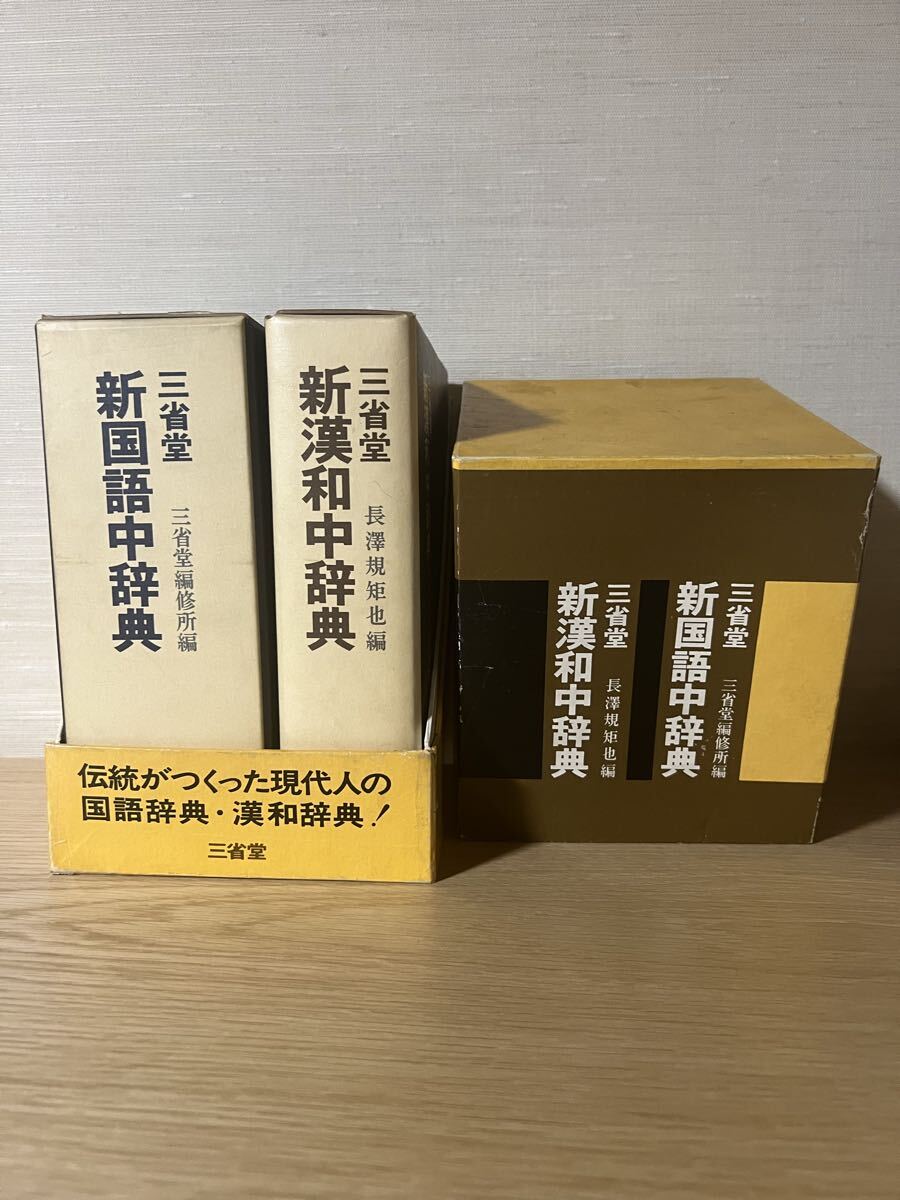 三省堂
新国語中辞典
三省堂編修所編
三省堂
新漢和中辞典
長澤規矩也編
伝統がつくった現代人の
国語辞典・漢和辞典!
三省堂
三省堂
新国語中辞典
三省堂編修所編
三省堂
新漢和中辞典
長澤規矩也編